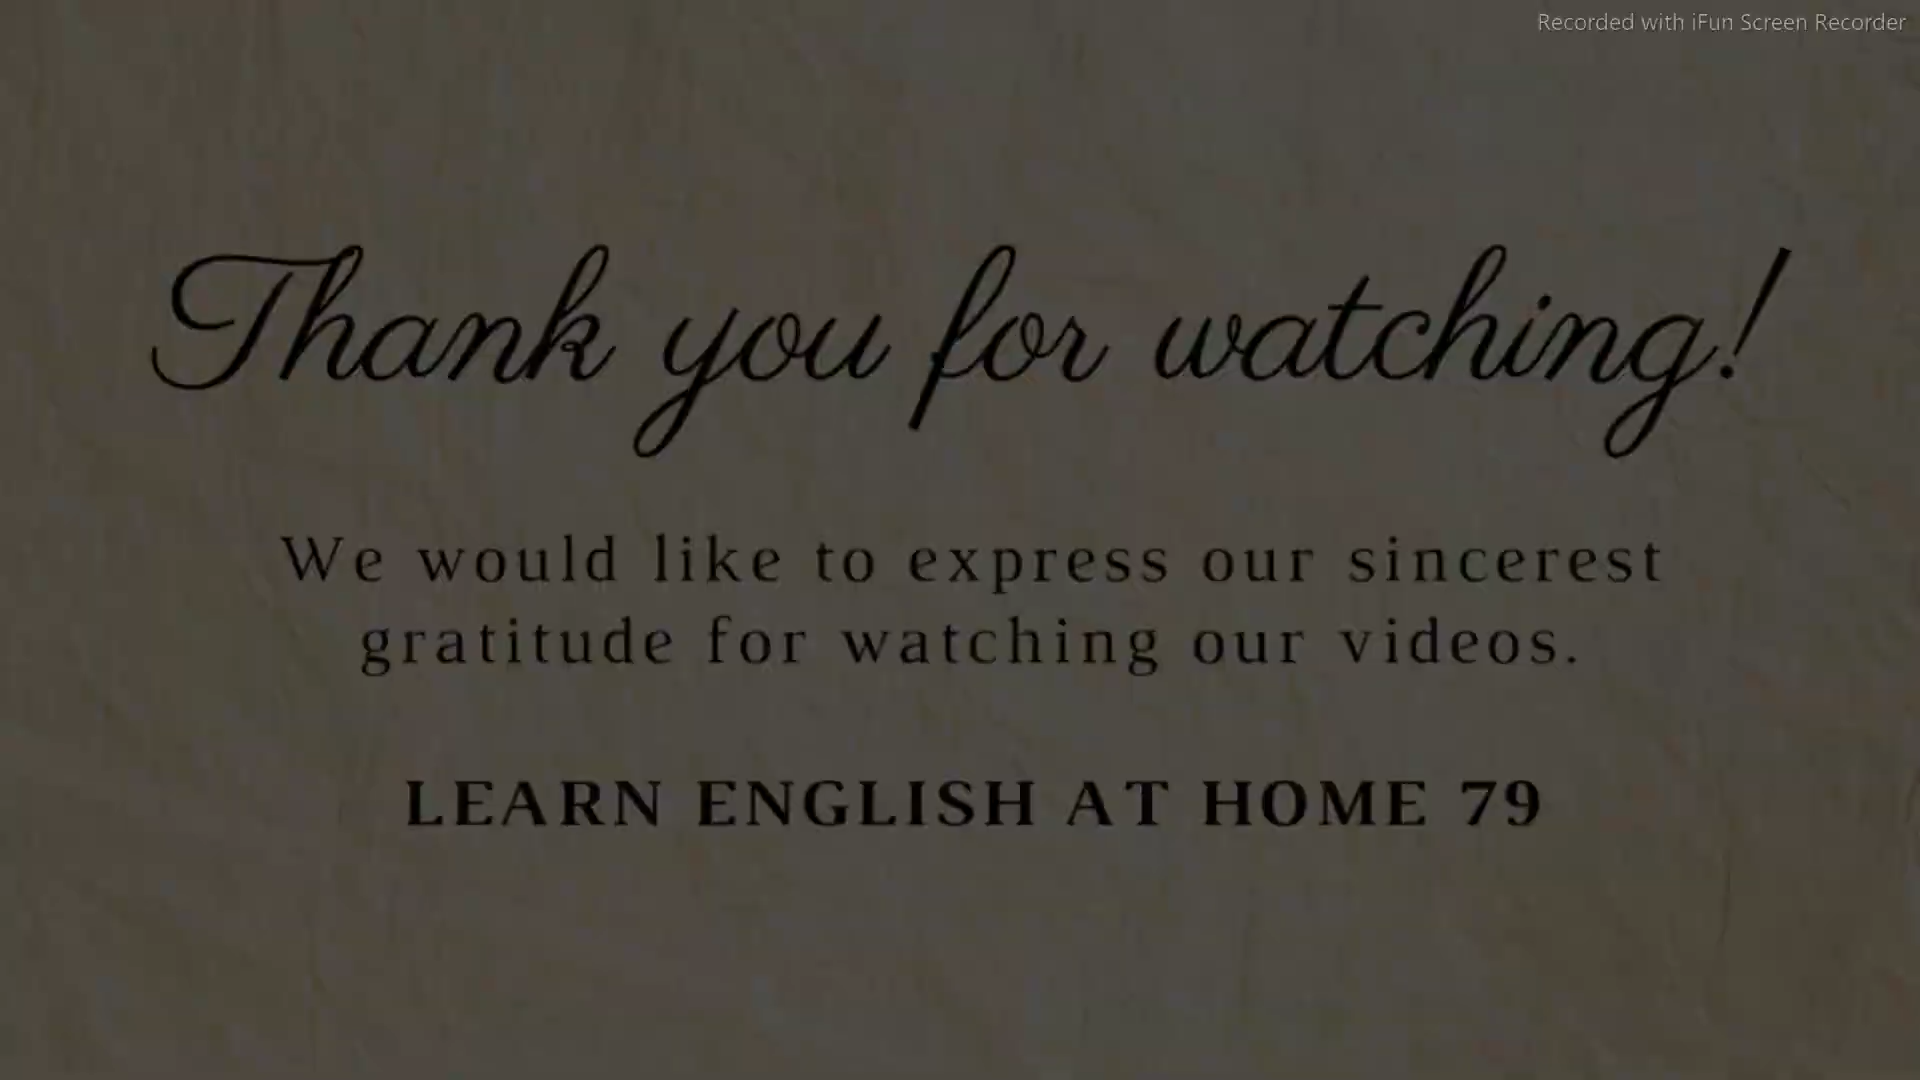 Recorded with iFun Screen Recorder
Thank you for watching!
We would like to express our sincerest
gratitude for watching our videos.
LEARN ENGLISH AT HOME 79